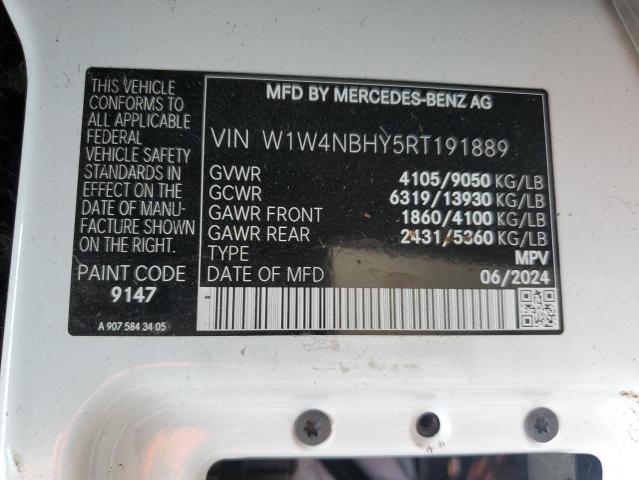 THIS VEHICLE
CONFORMS TO
ALL APPLICABLE
FEDERAL
VEHICLE SAFETY
STANDARDS IN
EFFECT ON THE
DATE OF MANU-
FACTURE SHOWN
ON THE RIGHT.
PAINT CODE
9147
A 907 584 34 05
MFD BY MERCEDES-BENZ AG
VIN W1W4NBHY5RT191889
GVWR 4105/9050 KG/LB
GCWR 6319/13930 KG/LB
GAWR FRONT 1860/4100 KG/LB
GAWR REAR 2431/5360 KG/LB
TYPE MPV
DATE OF MFD 06/2024